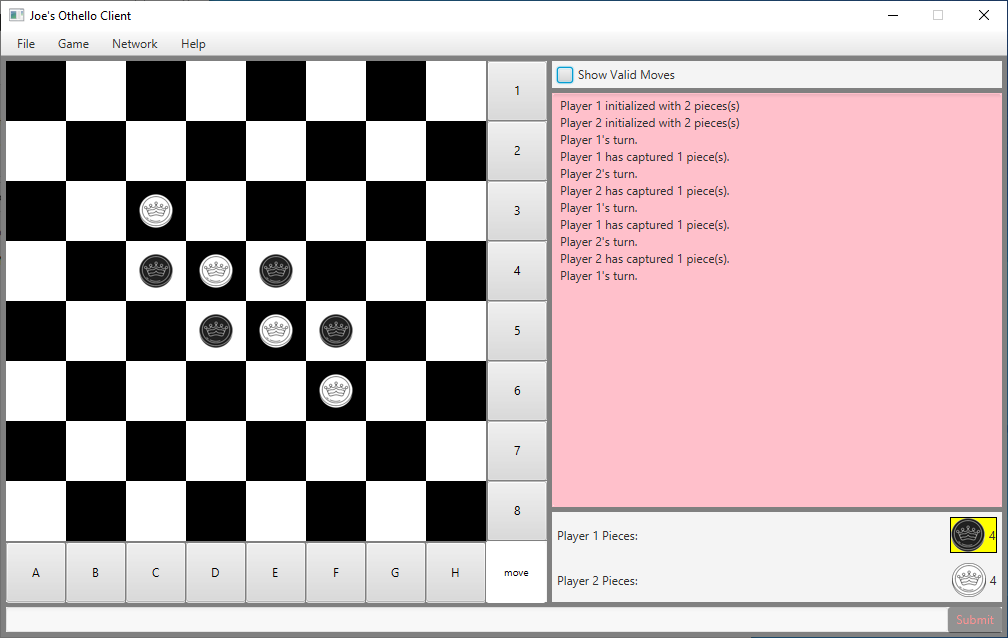 Joe's Othello Client
File Game Network Help
1
2
3
4
5
6
7
8
A B C D E F G H move
Show Valid Moves
Player 1 initialized with 2 pieces(s)
Player 2 initialized with 2 pieces(s)
Player 1's turn.
Player 1 has captured 1 piece(s).
Player 2's turn.
Player 2 has captured 1 piece(s).
Player 1's turn.
Player 1 has captured 1 piece(s).
Player 2's turn.
Player 2 has captured 1 piece(s).
Player 1's turn.
Player 1 Pieces: 4
Player 2 Pieces: 4
Submit